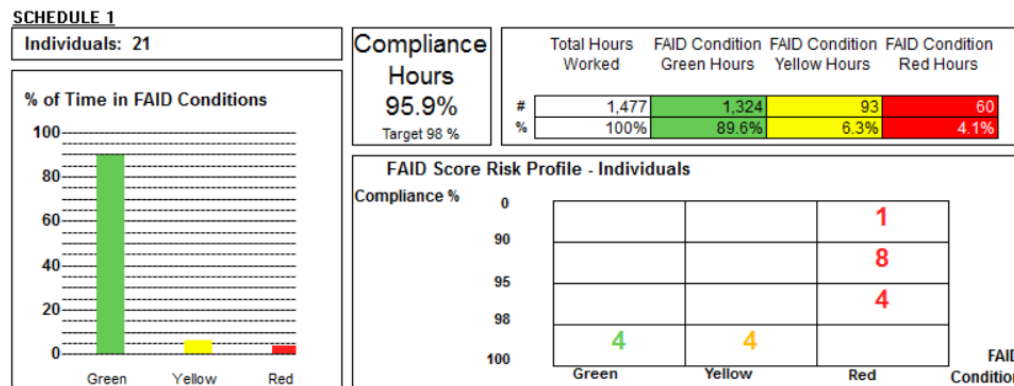 SCHEDULE 1
Individuals: 21
% of Time in FAID Conditions
100
80
60
40
20
0
Green Yellow Red
Compliance
Hours
95.9%
Target 98 %
Total Hours FAID Condition FAID Condition FAID Condition
Worked Green Hours Yellow Hours Red Hours
# 1,477 1,324 93 60
% 100% 89.6% 6.3% 4.1%
FAID Score Risk Profile - Individuals
Compliance %
0
1
90
8
95
4
98
4 4
100
Green Yellow Red
FAID
Condition